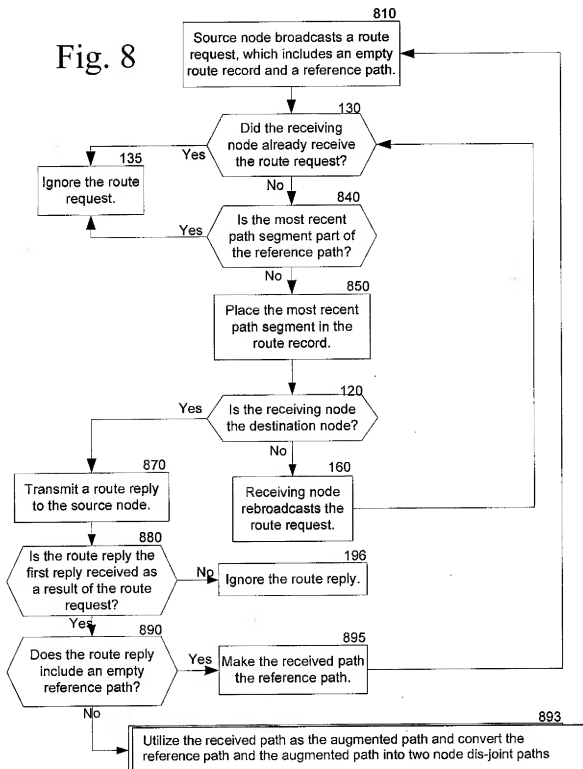 Fig. 8
810
Source node broadcasts a route
request, which includes an empty
route record and a reference path.
130
Did the receiving
node already receive
the route request?
Yes
No
135
Ignore the route
request.
840
Is the most recent
path segment part of
the reference path?
Yes
No
850
Place the most recent
path segment in the
route record.
120
Is the receiving node
the destination node?
Yes
No
870
Transmit a route reply
to the source node.
160
Receiving node
rebroadcasts the
route request.
880
Is the route reply the
first reply received as
a result of the route
request?
No
Yes
196
Ignore the route reply.
890
Does the route reply
include an empty
reference path?
Yes
No
895
Make the received path
the reference path.
893
Utilize the received path as the augmented path and convert the
reference path and the augmented path into two node dis-joint paths